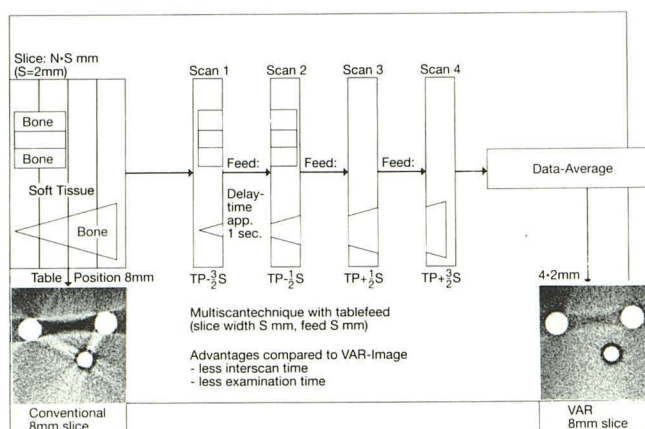 Slice: N•S mm
(S=2mm)
Bone
Bone
Soft Tissue
Bone
Table Position 8mm
Conventional
8mm slice
Scan 1
Scan 2
Scan 3
Scan 4
Feed:
Feed:
Feed:
Delay-
time
app.
1 sec.
TP-3/2S
TP-1/2S
TP+1/2S
TP+3/2S
Multiscantechnique with tablefeed
(slice width S mm, feed S mm)
Advantages compared to VAR-Image
- less interscan time
- less examination time
Data-Average
4•2mm
VAR
8mm slice